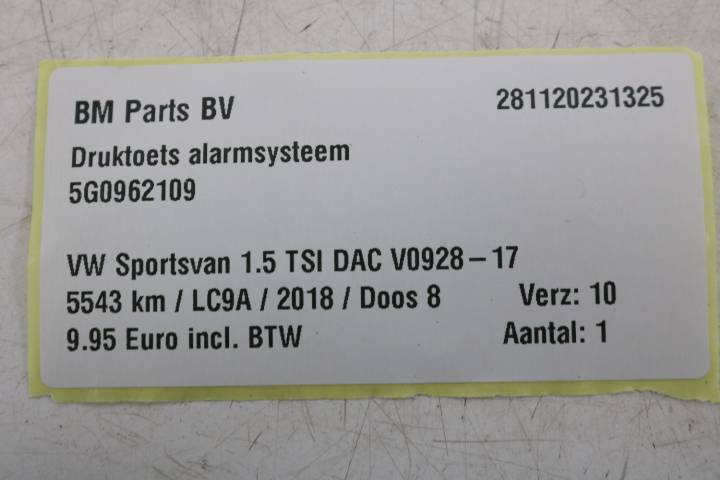 BM Parts BV 281120231325
Druktoets alarmsysteem
5G0962109
VW Sportsvan 1.5 TSI DAC V0928-17
5543 km / LC9A / 2018 / Doos 8 Verz: 10
9.95 Euro incl. BTW Aantal: 1